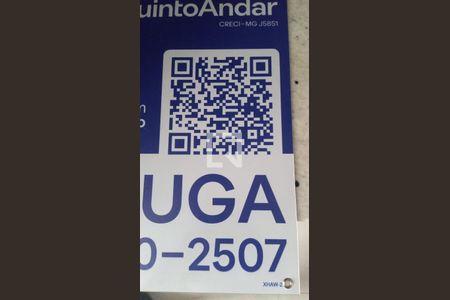 uintoAndar
CRECI-MG J5851
UGA
0-2507
XHAW-2